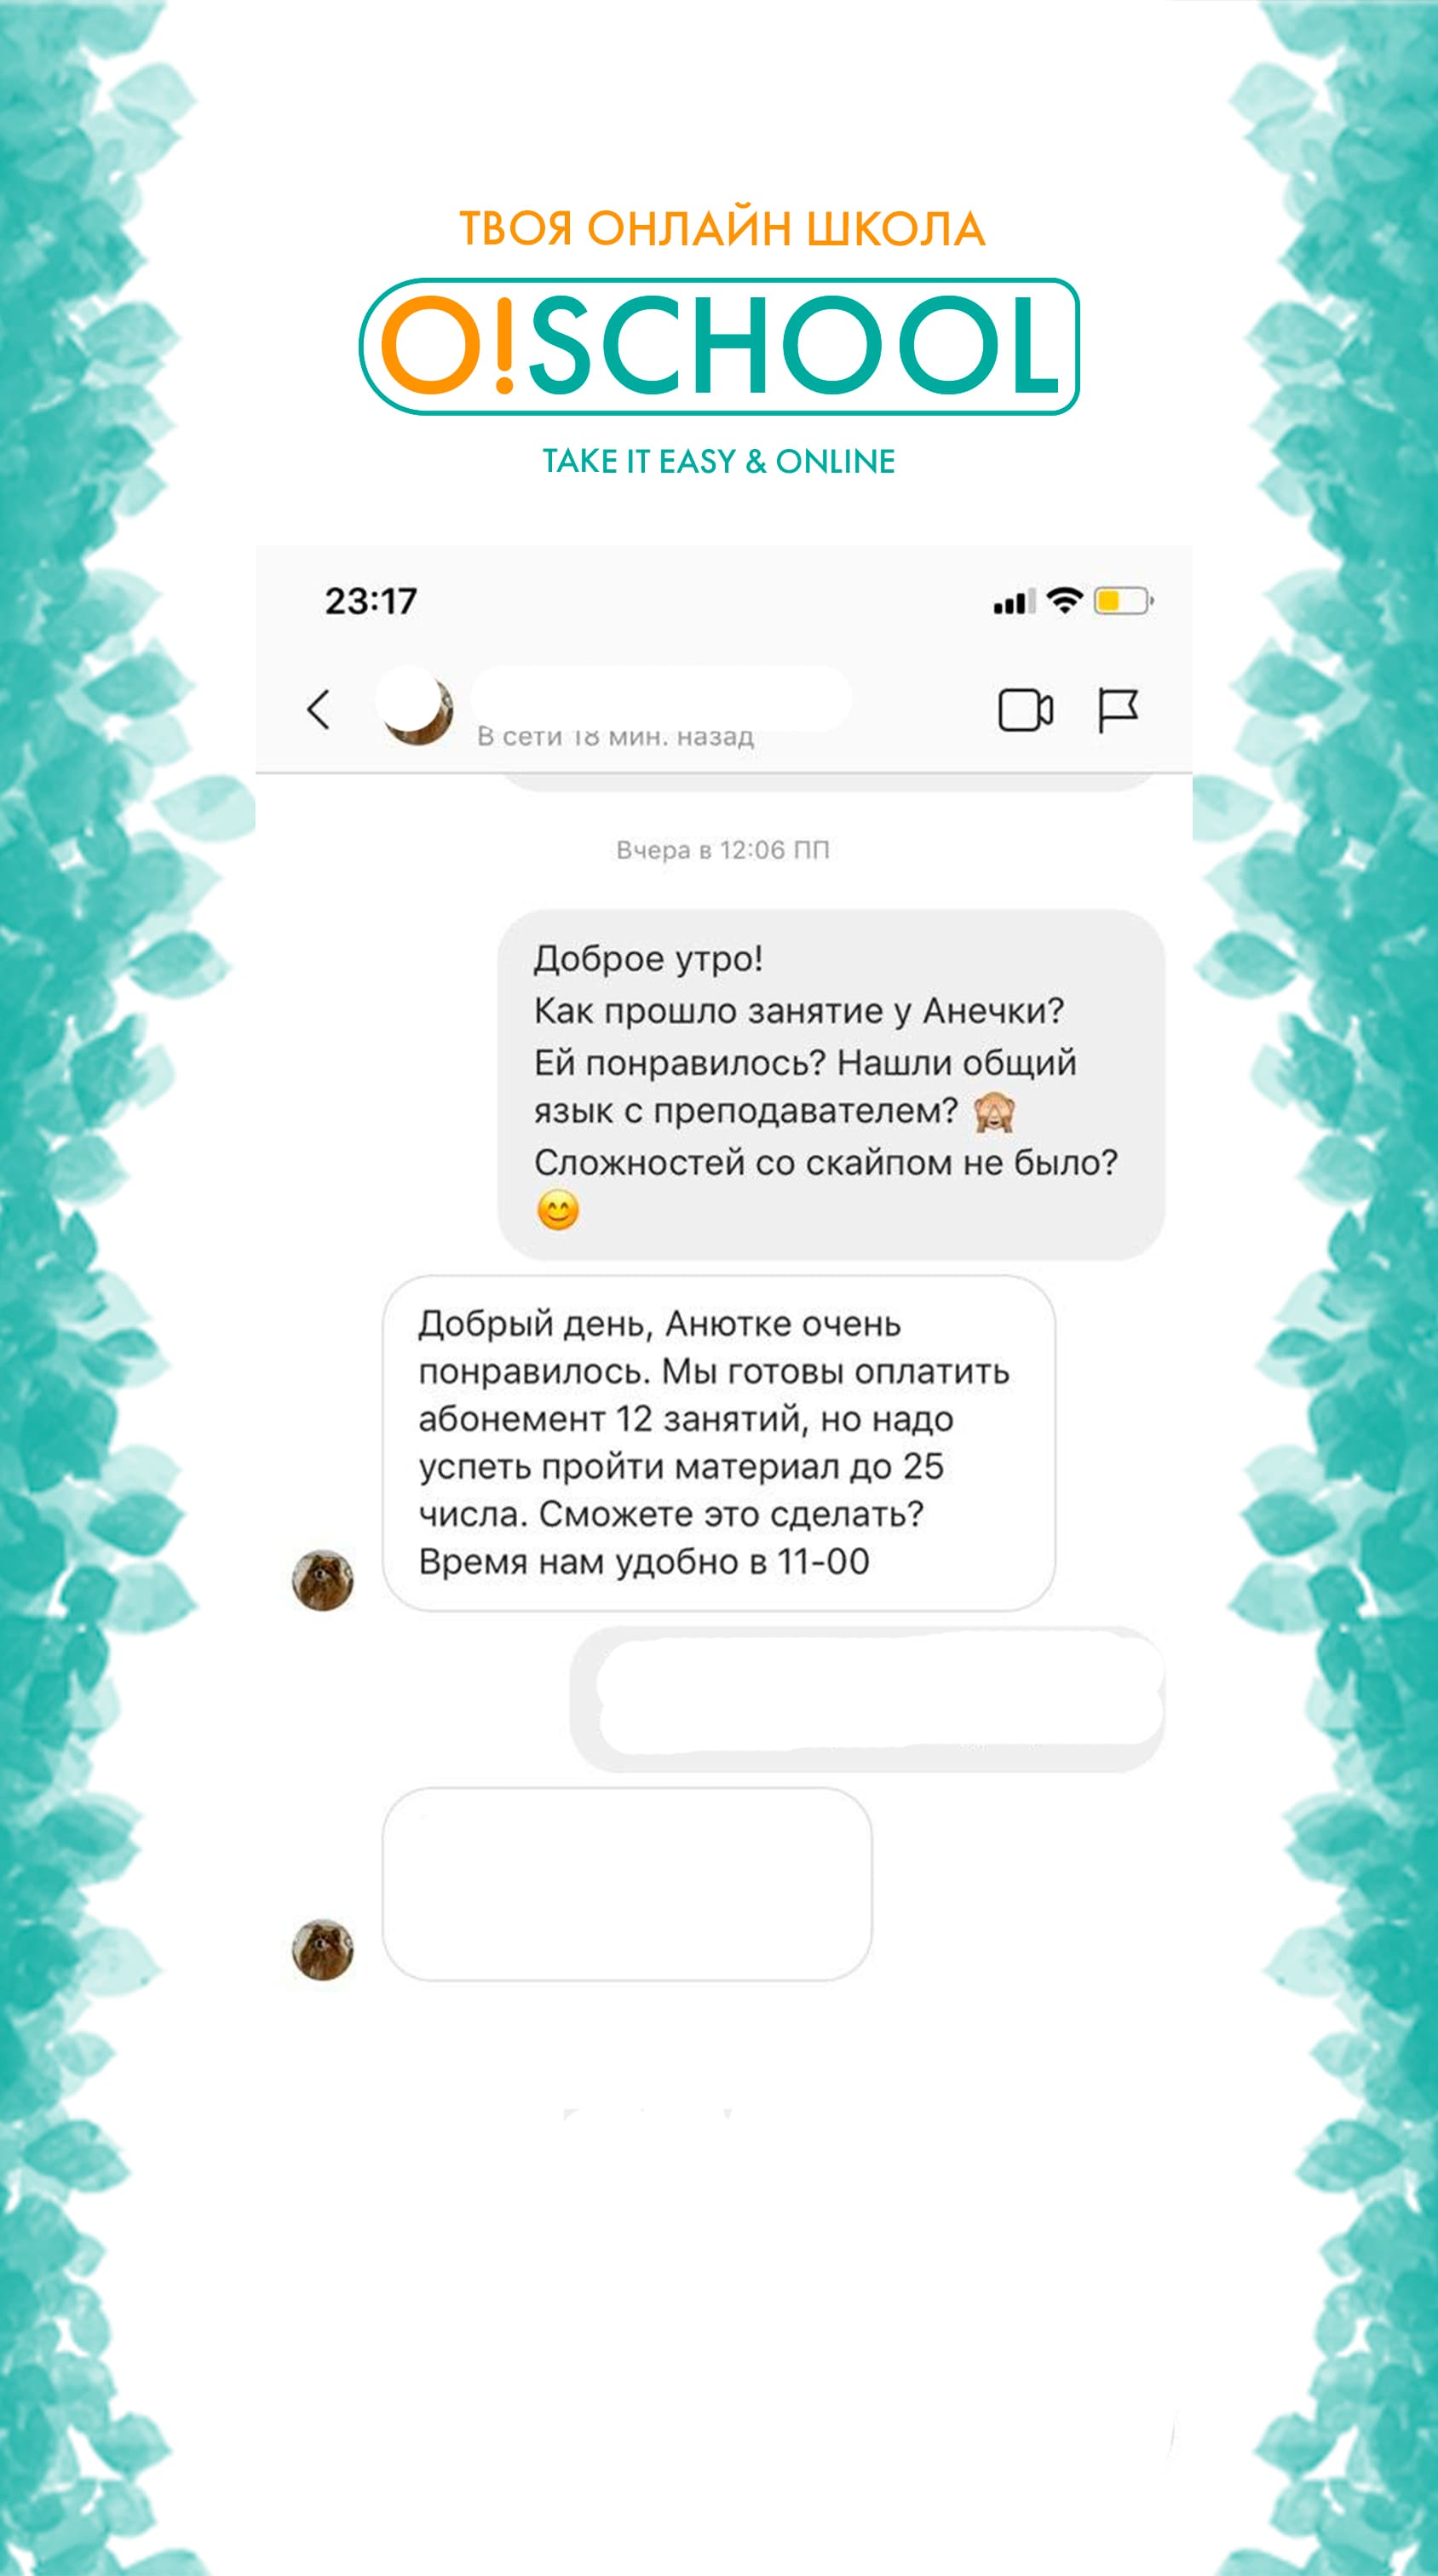 ТВОЯ ОНЛАЙН ШКОЛА
O!SCHOOL
TAKE IT EASY & ONLINE
23:17
В сети 18 мин. назад
Вчера в 12:06 ПП
Доброе утро!
Как прошло занятие у Анечки?
Ей понравилось? Нашли общий
язык с преподавателем? 🙈
Сложностей со скайпом не было?
😊
Добрый день, Анютке очень
понравилось. Мы готовы оплатить
абонемент 12 занятий, но надо
успеть пройти материал до 25
числа. Сможете это сделать?
Время нам удобно в 11-00